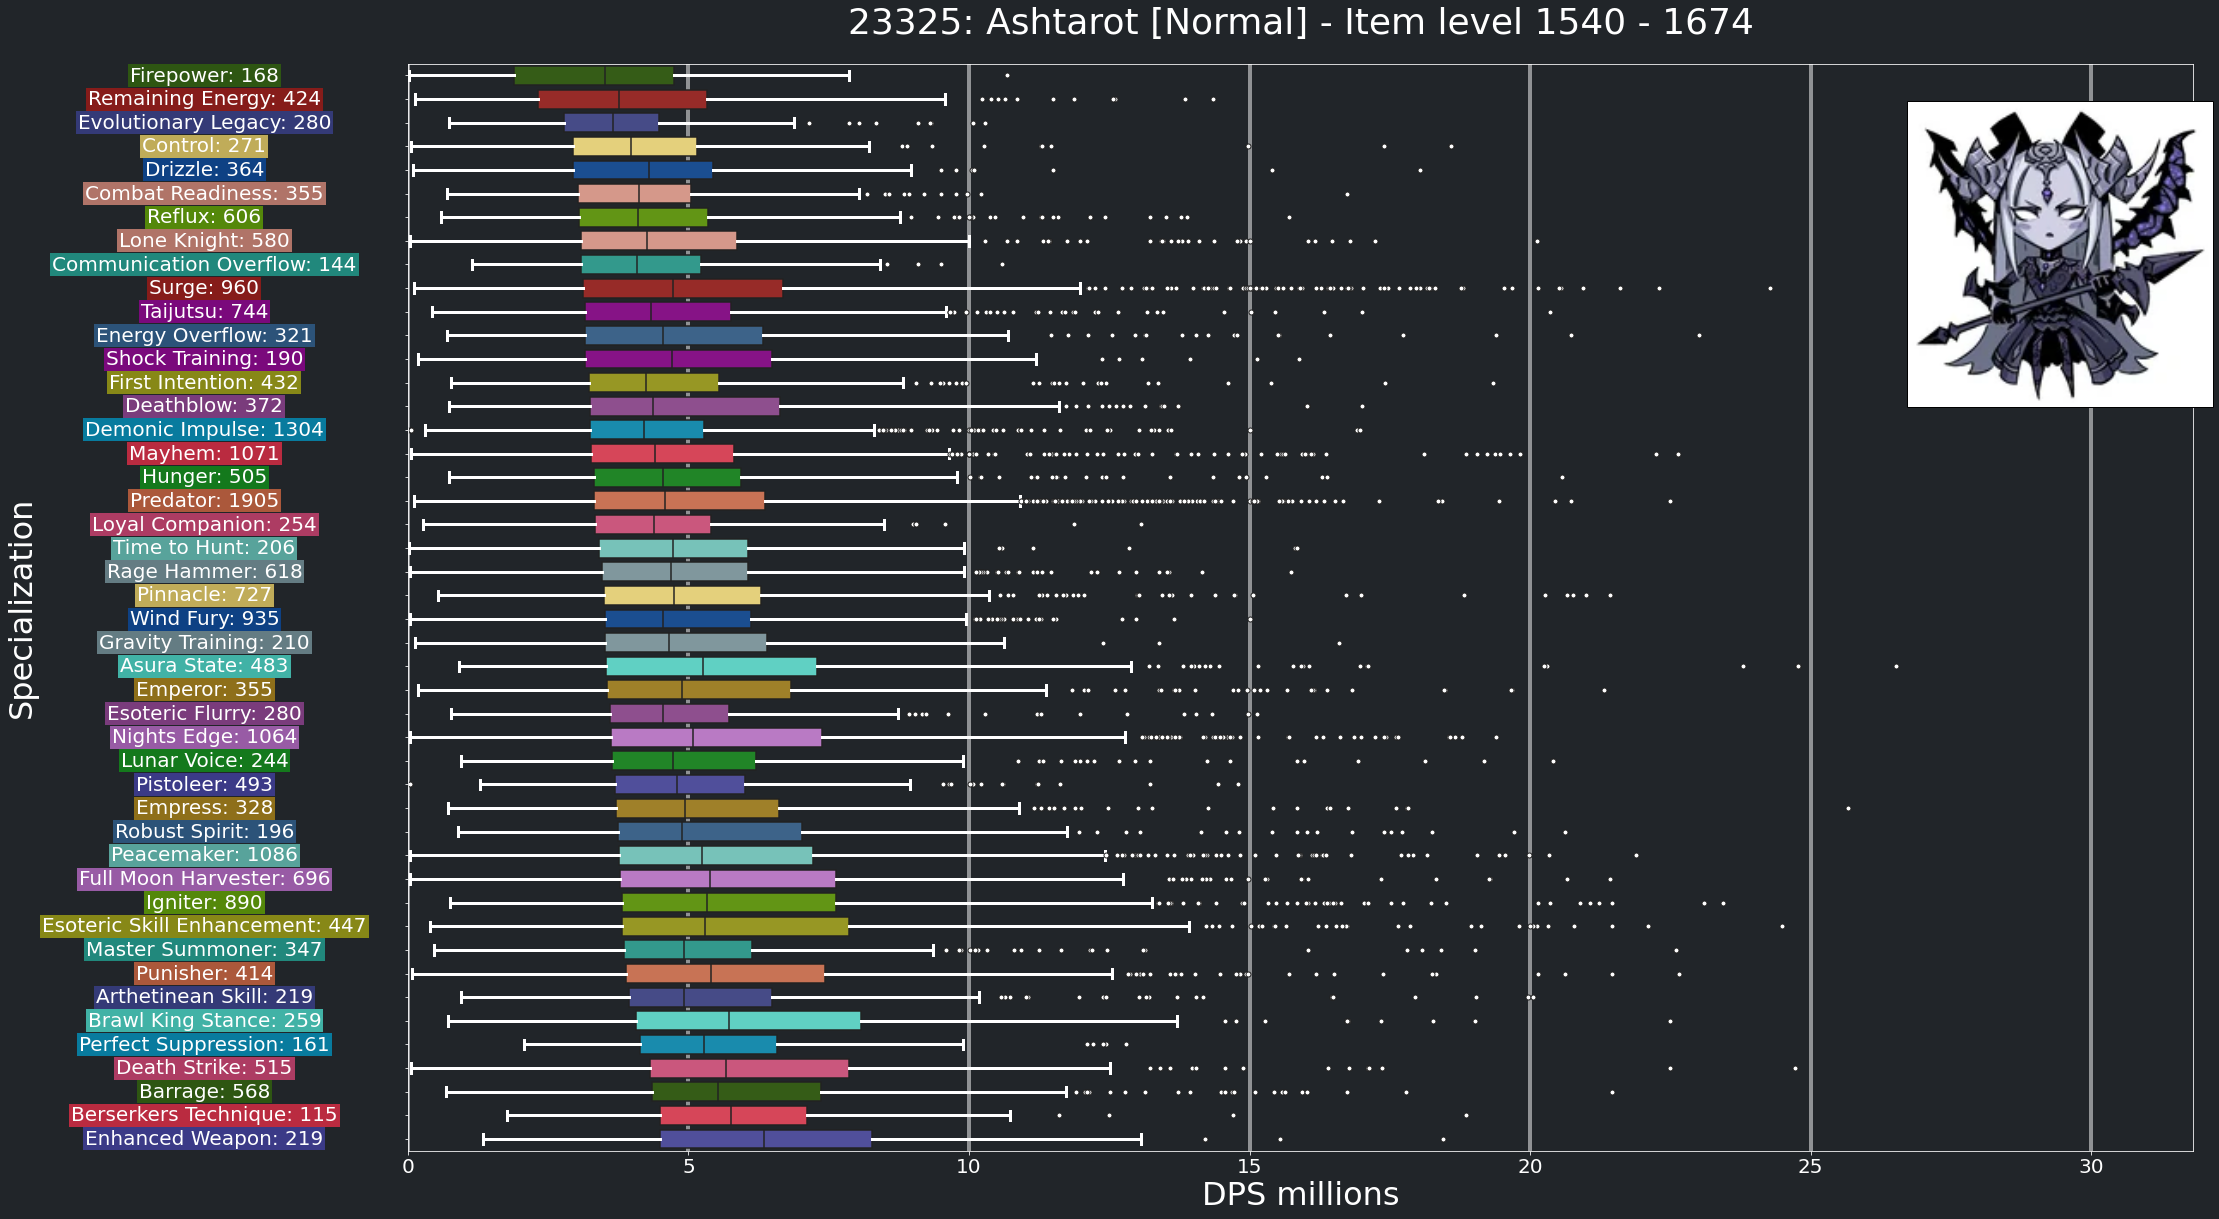 23325: Ashtarot [Normal] - Item level 1540 - 1674
Specialization
Firepower: 168
Remaining Energy: 424
Evolutionary Legacy: 280
Control: 271
Drizzle: 364
Combat Readiness: 355
Reflux: 606
Lone Knight: 580
Communication Overflow: 144
Surge: 960
Taijutsu: 744
Energy Overflow: 321
Shock Training: 190
First Intention: 432
Deathblow: 372
Demonic Impulse: 1304
Mayhem: 1071
Hunger: 505
Predator: 1905
Loyal Companion: 254
Time to Hunt: 206
Rage Hammer: 618
Pinnacle: 727
Wind Fury: 935
Gravity Training: 210
Asura State: 483
Emperor: 355
Esoteric Flurry: 280
Nights Edge: 1064
Lunar Voice: 244
Pistoleer: 493
Empress: 328
Robust Spirit: 196
Peacemaker: 1086
Full Moon Harvester: 696
Igniter: 890
Esoteric Skill Enhancement: 447
Master Summoner: 347
Punisher: 414
Arthetinean Skill: 219
Brawl King Stance: 259
Perfect Suppression: 161
Death Strike: 515
Barrage: 568
Berserkers Technique: 115
Enhanced Weapon: 219
0 5 10 15 20 25 30
DPS millions